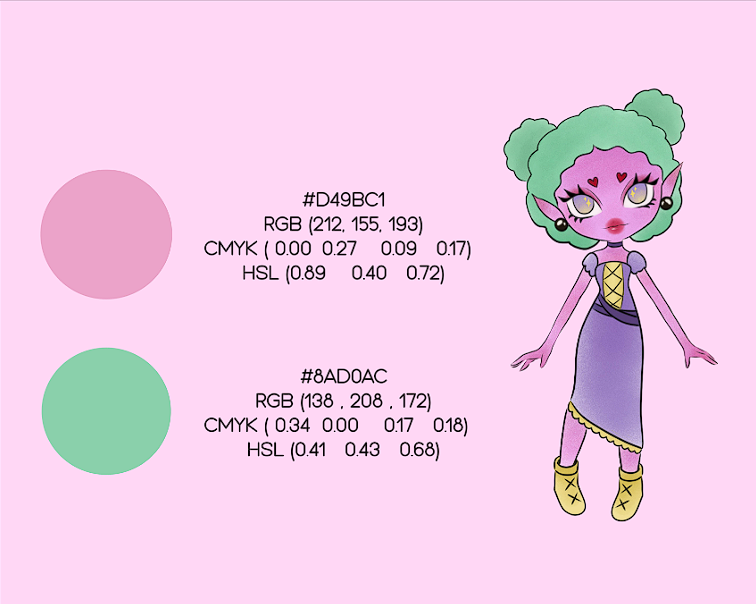 #D49BC1
RGB (212, 155, 193)
CMYK ( 0.00 0.27 0.09 0.17)
HSL (0.89 0.40 0.72)
#8AD0AC
RGB (138 , 208 , 172)
CMYK ( 0.34 0.00 0.17 0.18)
HSL (0.41 0.43 0.68)